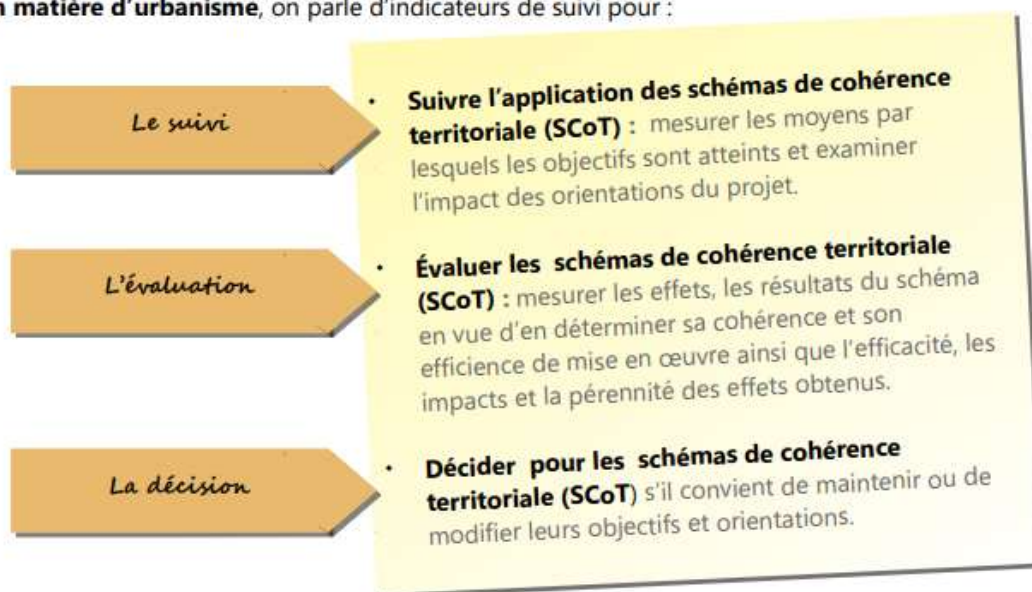 matière d'urbanisme, on parle d'indicateurs de suivi pour :
Le suivi
• Suivre l'application des schémas de cohérence
territoriale (SCoT) : mesurer les moyens par
lesquels les objectifs sont atteints et examiner
l'impact des orientations du projet.
L'évaluation
• Évaluer les schémas de cohérence territoriale
(SCoT) : mesurer les effets, les résultats du schéma
en vue d'en déterminer sa cohérence et son
efficience de mise en œuvre ainsi que l'efficacité, les
impacts et la pérennité des effets obtenus.
La décision
• Décider pour les schémas de cohérence
territoriale (SCoT) s'il convient de maintenir ou de
modifier leurs objectifs et orientations.